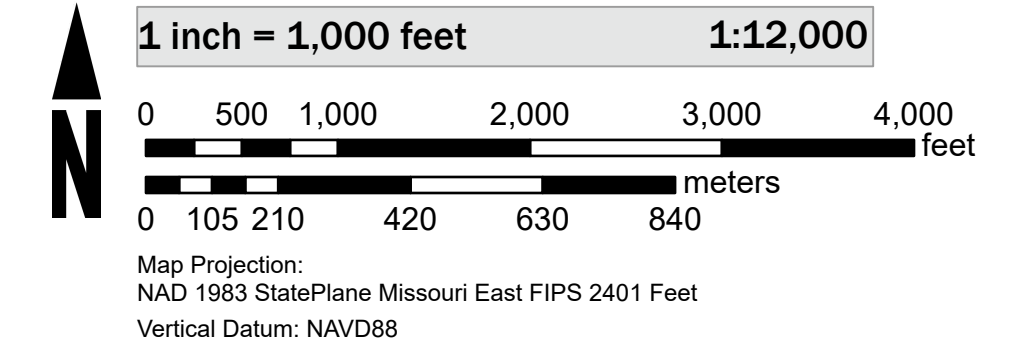 1 inch = 1,000 feet 1:12,000
0 500 1,000 2,000 3,000 4,000
feet
meters
0 105 210 420 630 840
N
Map Projection:
NAD 1983 StatePlane Missouri East FIPS 2401 Feet
Vertical Datum: NAVD88